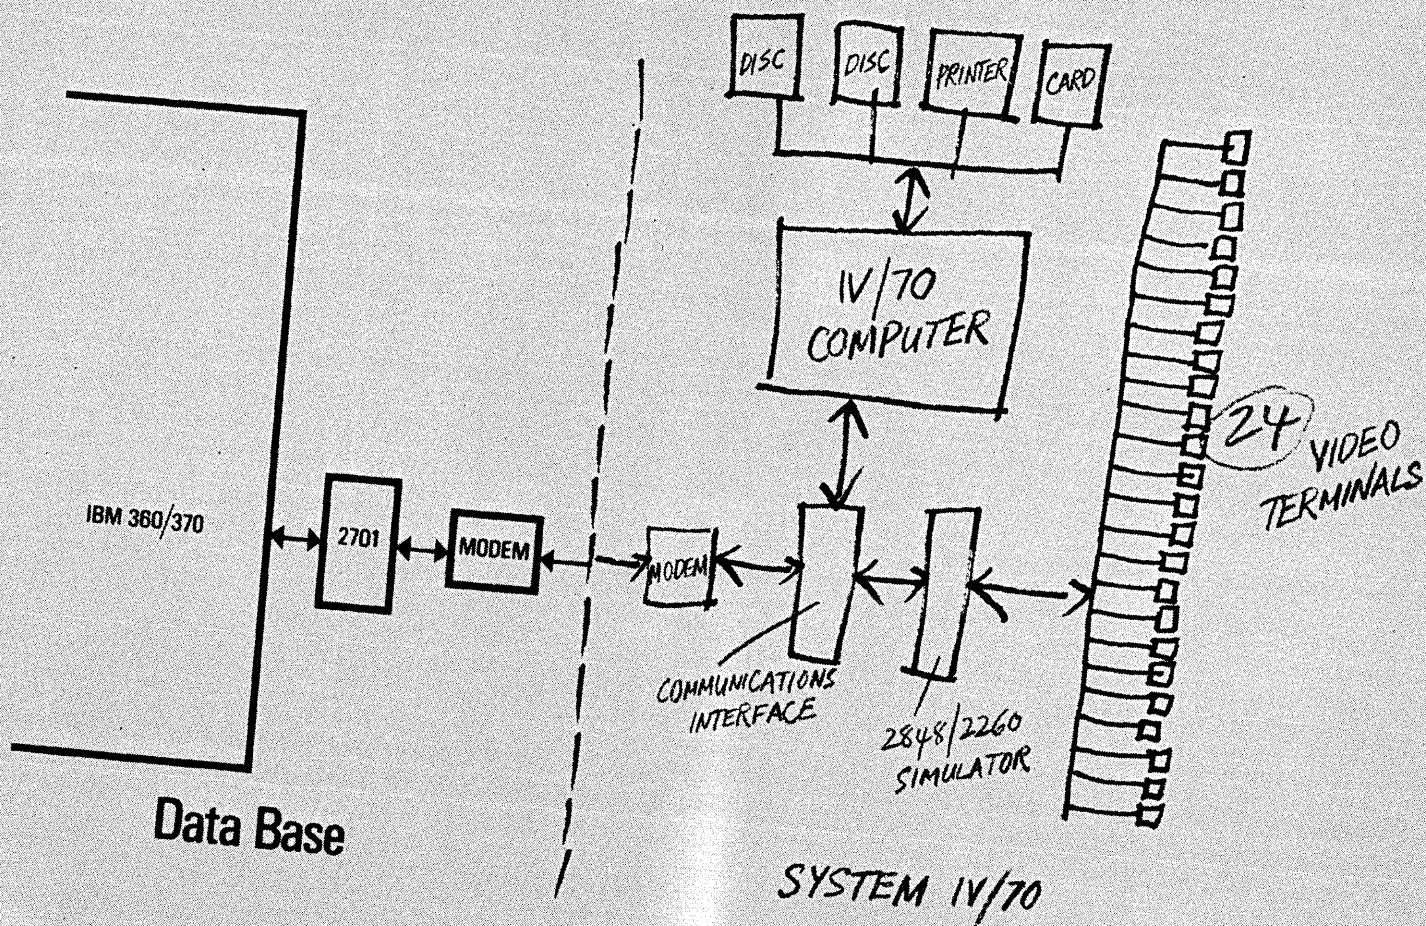 DISC
DISC
PRINTER
CARD
IV/70
COMPUTER
24
VIDEO
TERMINALS
IBM 360/370
2701
MODEM
MODEM
COMMUNICATIONS
INTERFACE
2848/2260
SIMULATOR
Data Base
SYSTEM IV/70